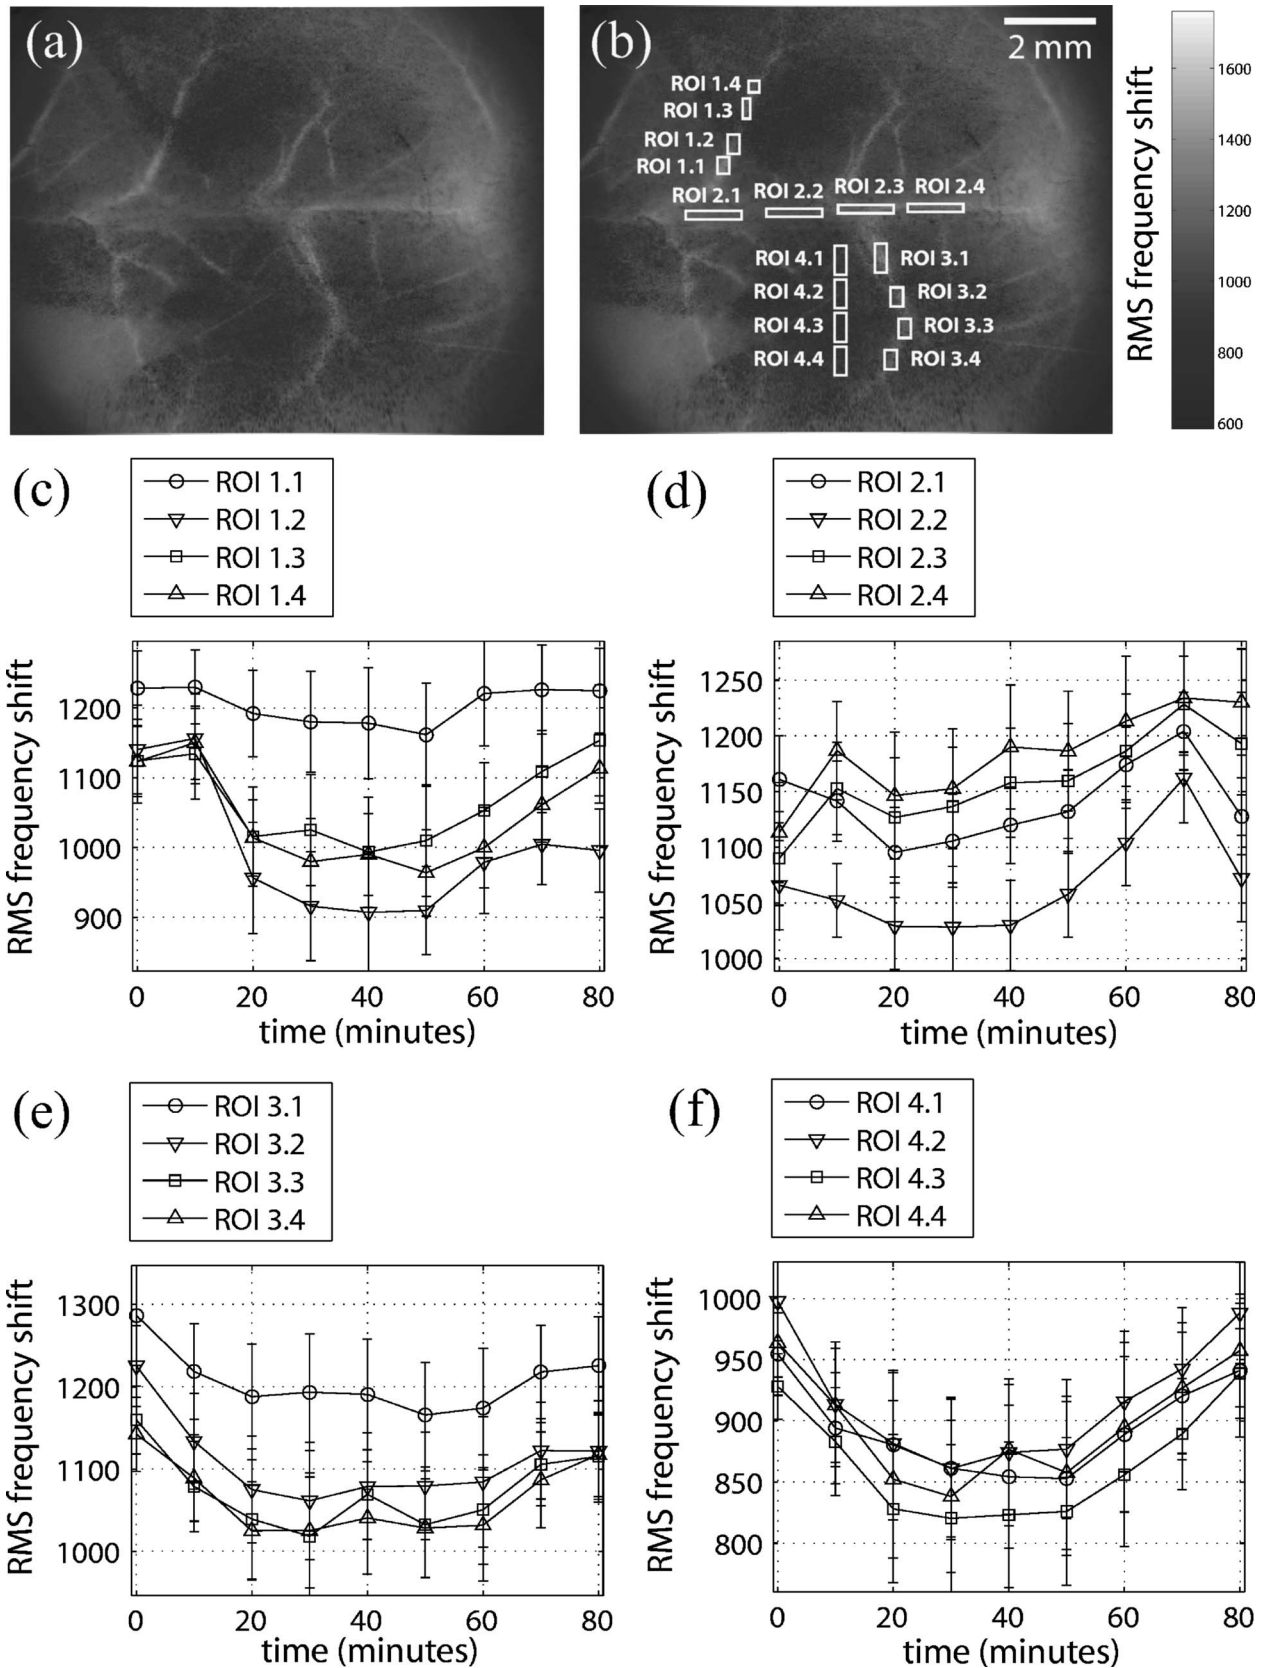 (a)
(b)
2 mm
ROI 1.4
ROI 1.3
ROI 1.2
ROI 1.1
ROI 2.1
ROI 2.2
ROI 2.3
ROI 2.4
ROI 4.1
ROI 3.1
ROI 4.2
ROI 3.2
ROI 4.3
ROI 3.3
ROI 4.4
ROI 3.4
RMS frequency shift
1600
1400
1200
1000
800
600
(c)
ROI 1.1
ROI 1.2
ROI 1.3
ROI 1.4
RMS frequency shift
1200
1100
1000
900
0 20 40 60 80
time (minutes)
(d)
ROI 2.1
ROI 2.2
ROI 2.3
ROI 2.4
RMS frequency shift
1250
1200
1150
1100
1050
1000
0 20 40 60 80
time (minutes)
(e)
ROI 3.1
ROI 3.2
ROI 3.3
ROI 3.4
RMS frequency shift
1300
1200
1100
1000
0 20 40 60 80
time (minutes)
(f)
ROI 4.1
ROI 4.2
ROI 4.3
ROI 4.4
RMS frequency shift
1000
950
900
850
800
0 20 40 60 80
time (minutes)